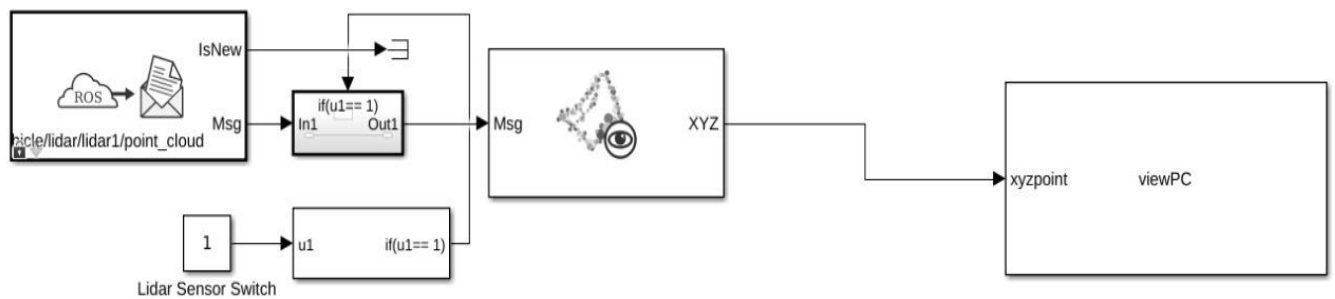 IsNew
ROS
Msg
hicle/lidar/lidar1/point_cloud
if(u1== 1)
In1 Out1
Msg XYZ
xyzpoint viewPC
1
u1 if(u1== 1)
Lidar Sensor Switch